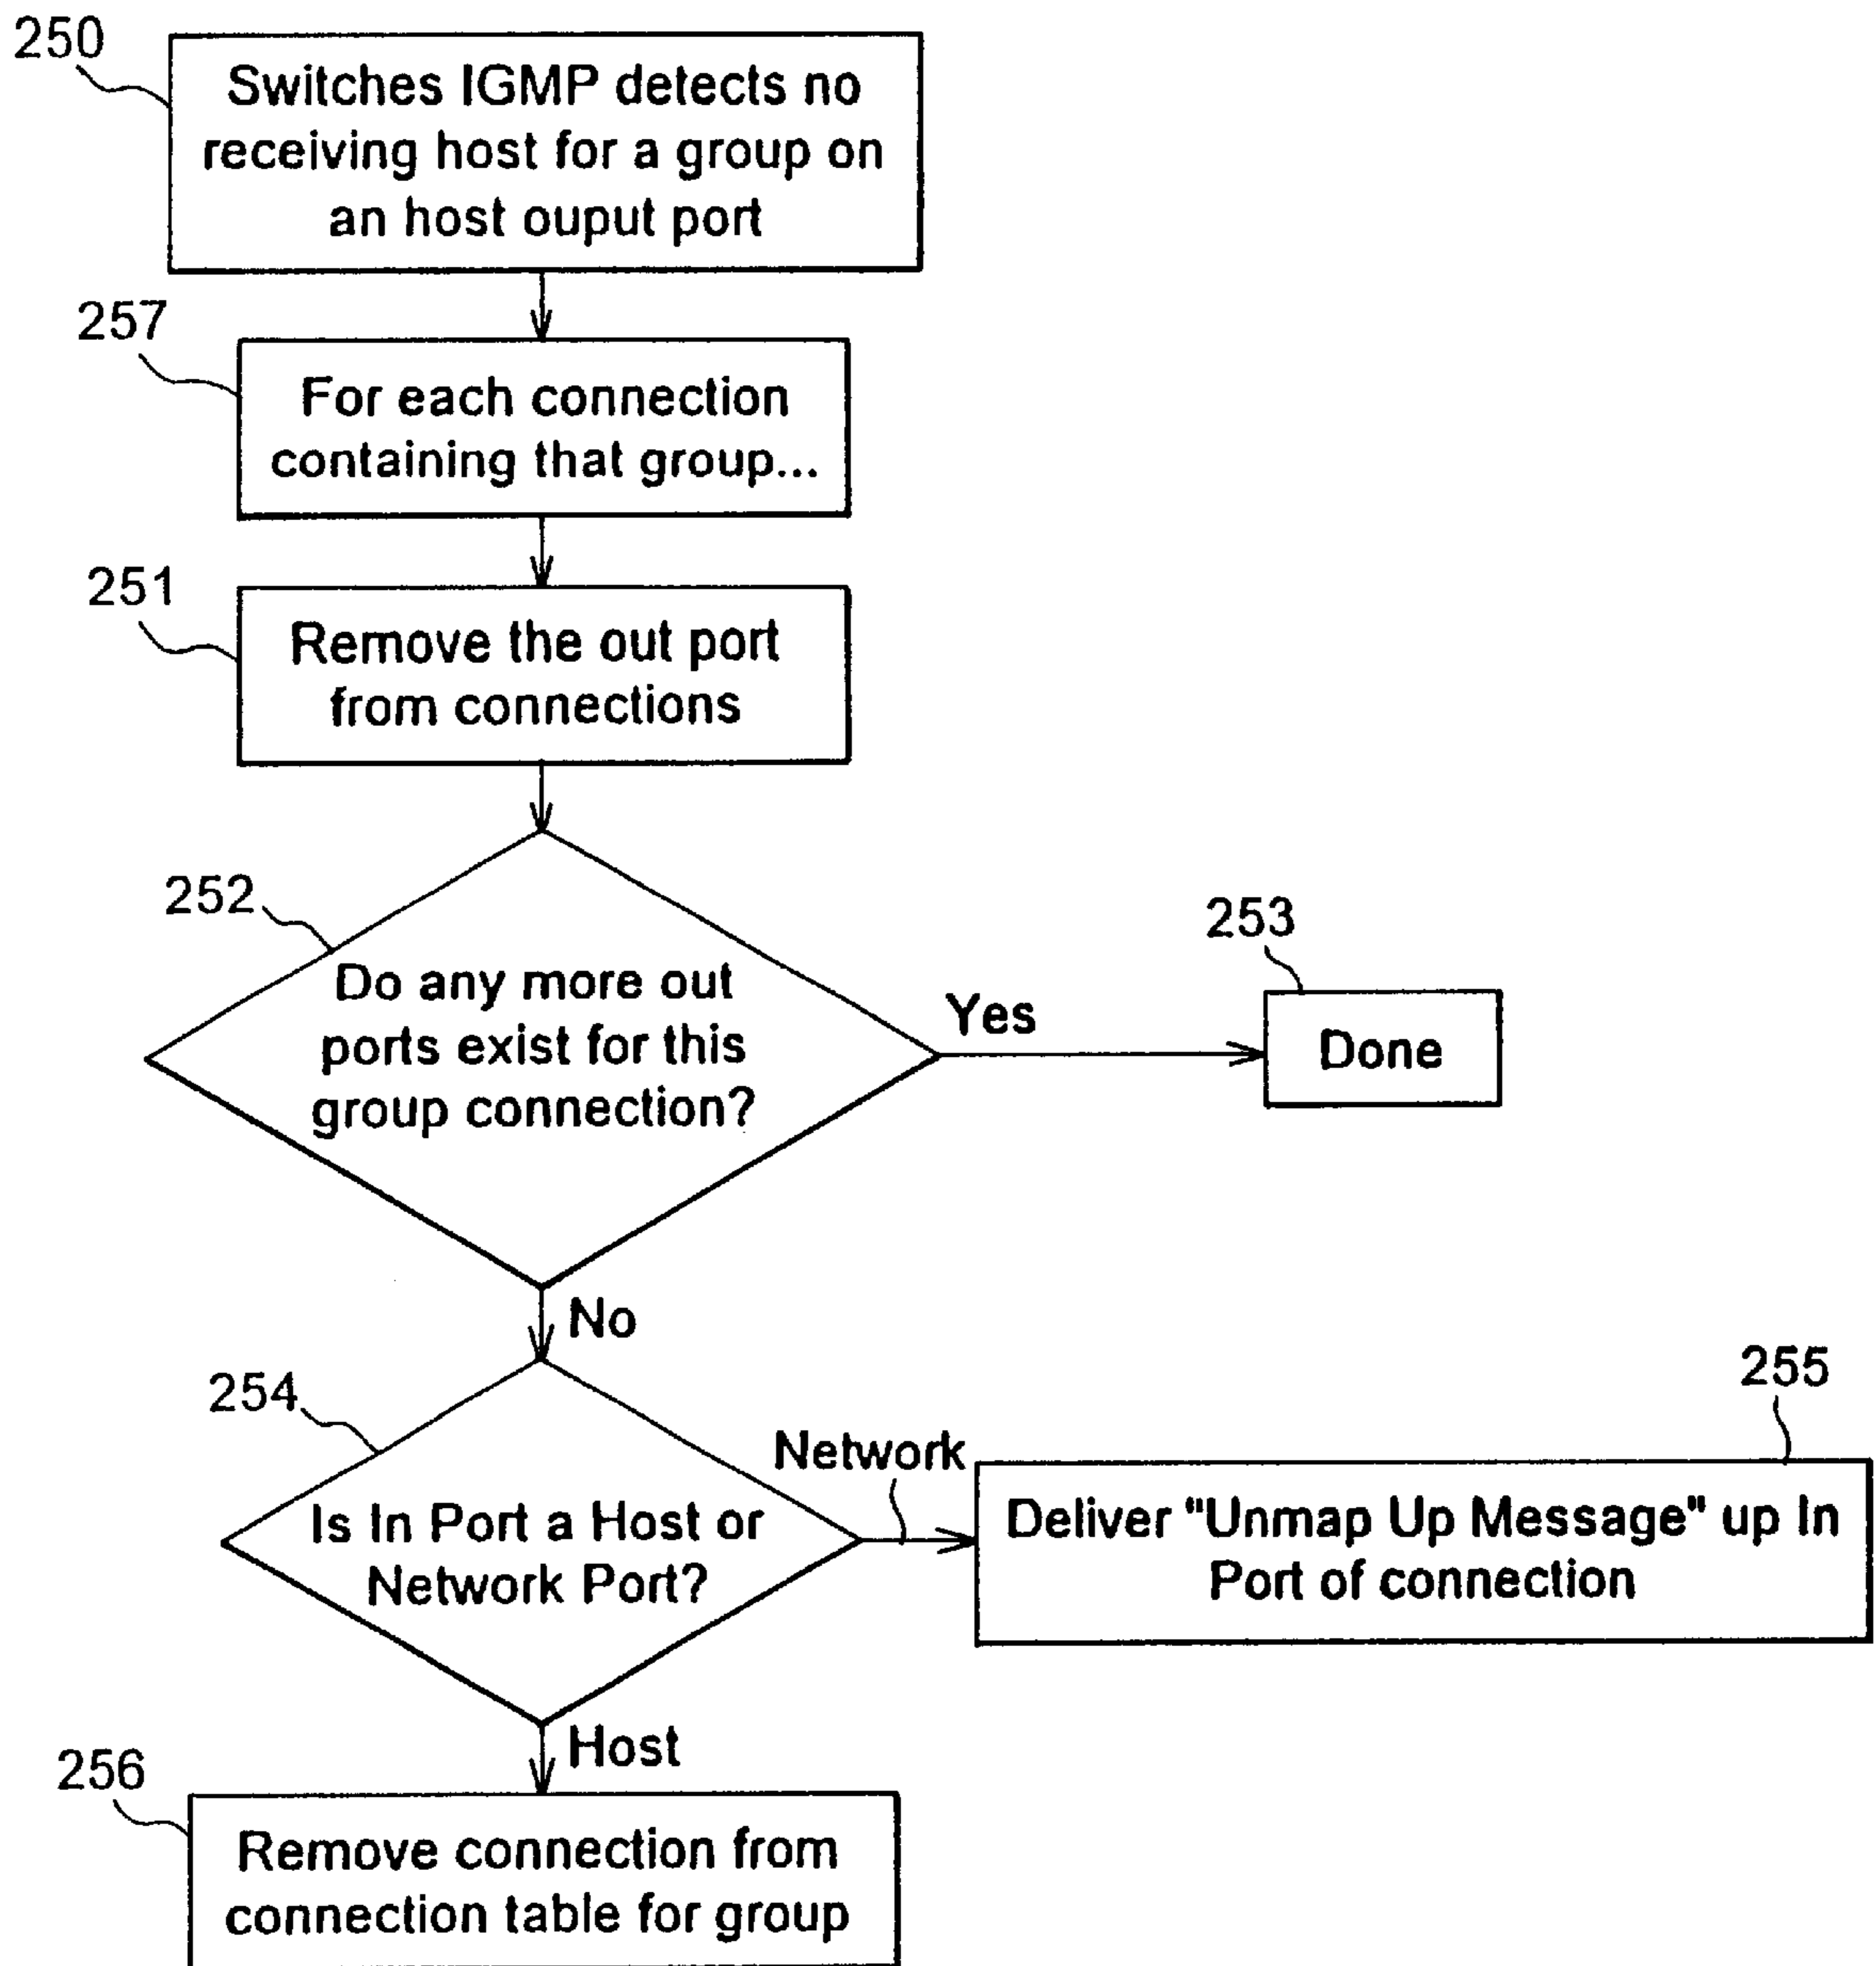 250
Switches IGMP detects no
receiving host for a group on
an host ouput port
257
For each connection
containing that group...
251
Remove the out port
from connections
252
Do any more out
ports exist for this
group connection?
Yes
253
Done
No
254
Is In Port a Host or
Network Port?
Network
255
Deliver "Unmap Up Message" up In
Port of connection
Host
256
Remove connection from
connection table for group